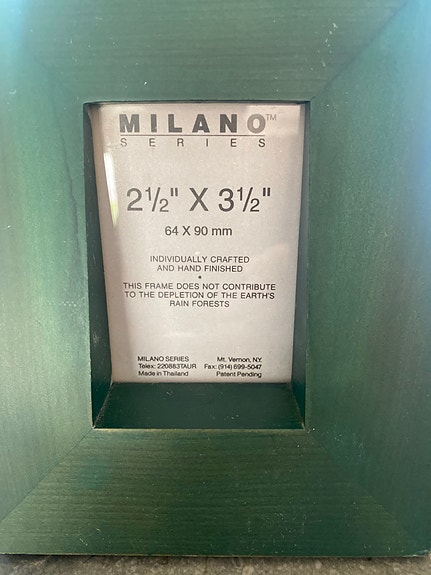 MILANO™
SERIES
2½" X 3½"
64 X 90 mm
INDIVIDUALLY CRAFTED
AND HAND FINISHED
•
THIS FRAME DOES NOT CONTRIBUTE
TO THE DEPLETION OF THE EARTH'S
RAIN FORESTS
MILANO SERIES Mt. Vernon, N.Y.
Telex: 220883TAUR Fax: (914) 699-5047
Made in Thailand Patent Pending